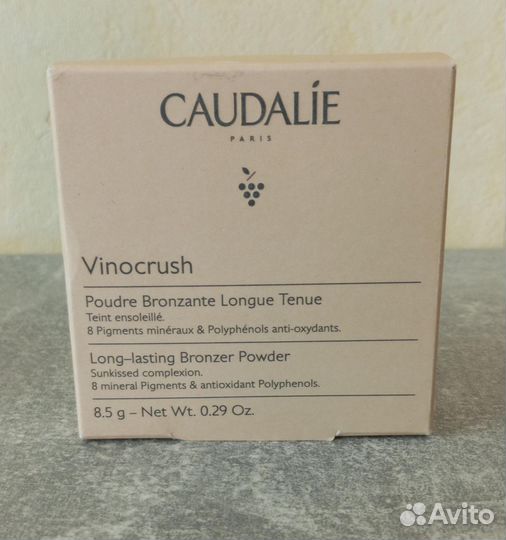 CAUDALÍE
PARIS
Vinocrush
Poudre Bronzante Longue Tenue
Teint ensoleillé.
8 Pigments minéraux & Polyphénols anti-oxydants.
Long-lasting Bronzer Powder
Sunkissed complexion.
8 mineral Pigments & antioxidant Polyphenols.
8.5 g – Net Wt. 0.29 Oz.
Avito